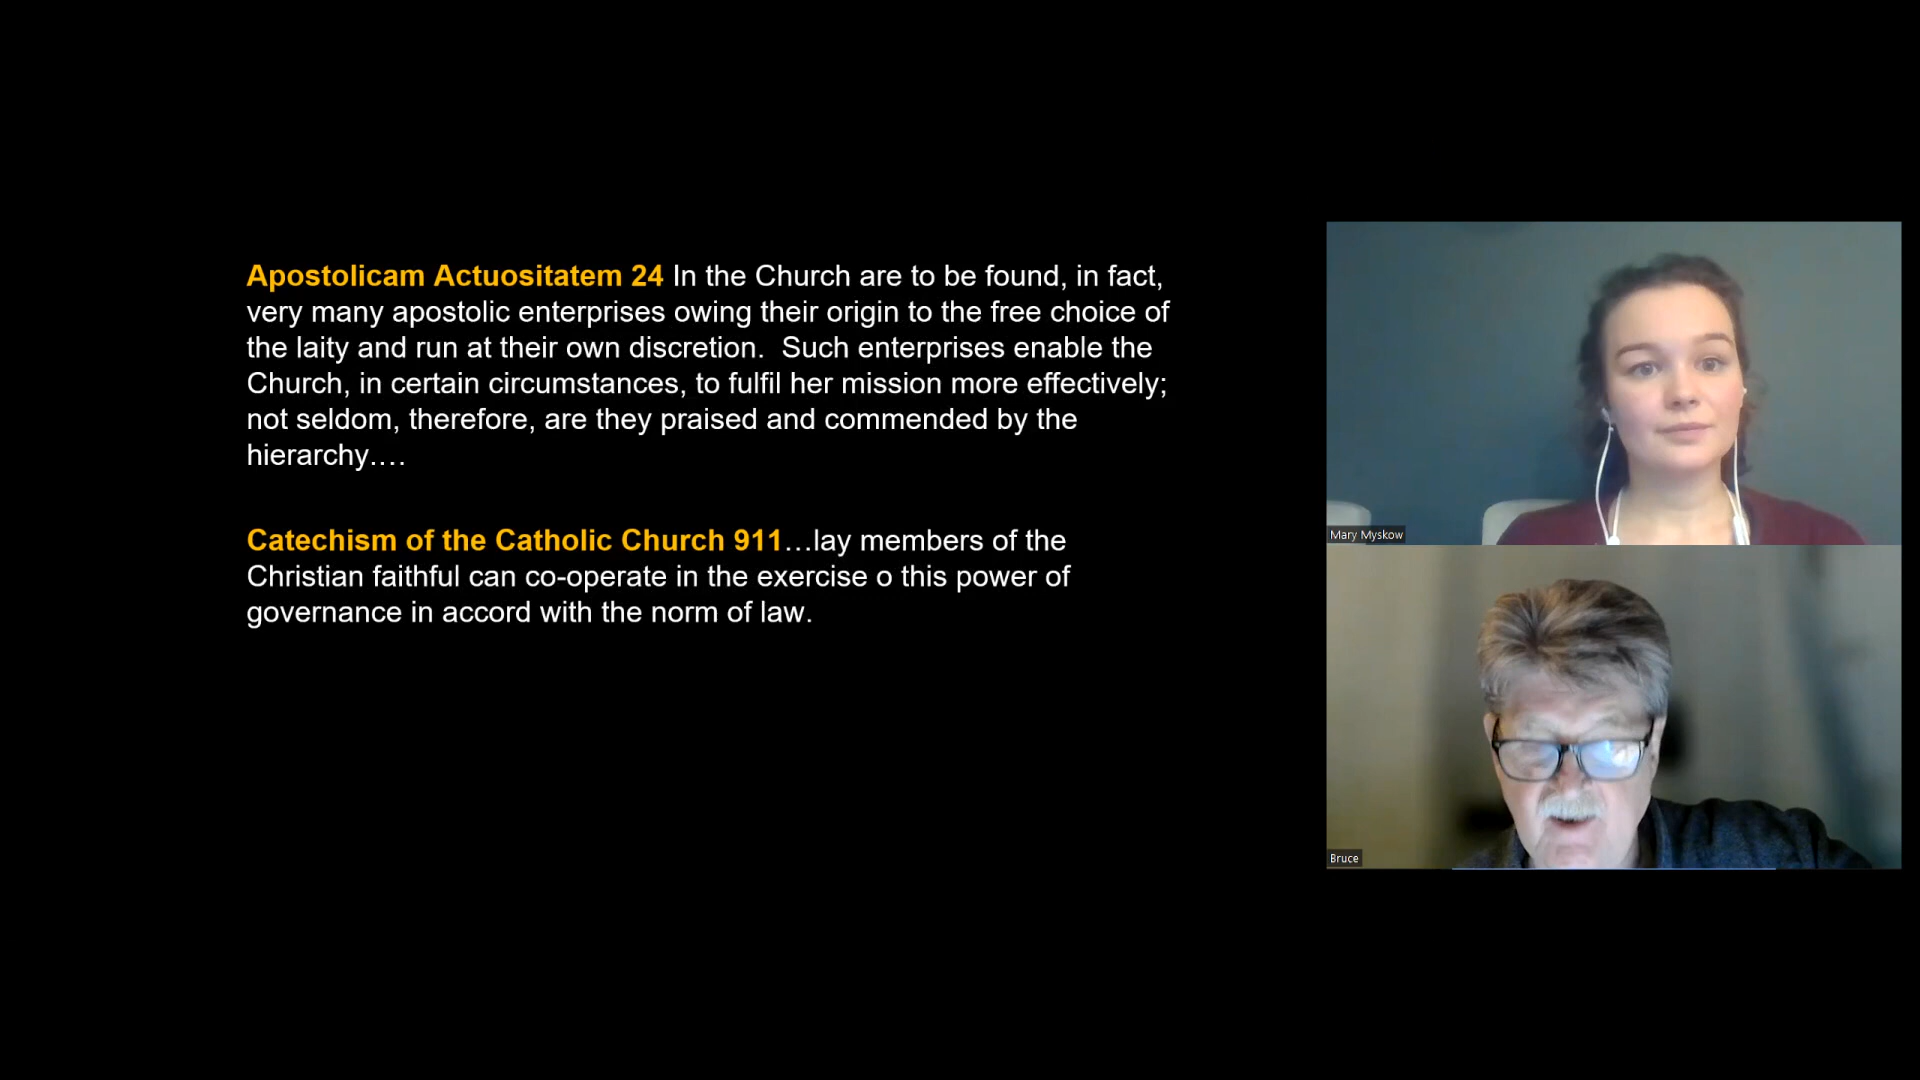 Apostolicam Actuositatem 24 In the Church are to be found, in fact,
very many apostolic enterprises owing their origin to the free choice of
the laity and run at their own discretion.  Such enterprises enable the
Church, in certain circumstances, to fulfil her mission more effectively;
not seldom, therefore, are they praised and commended by the
hierarchy….
Catechism of the Catholic Church 911…lay members of the
Christian faithful can co-operate in the exercise o this power of
governance in accord with the norm of law.
Mary Myskow
Bruce